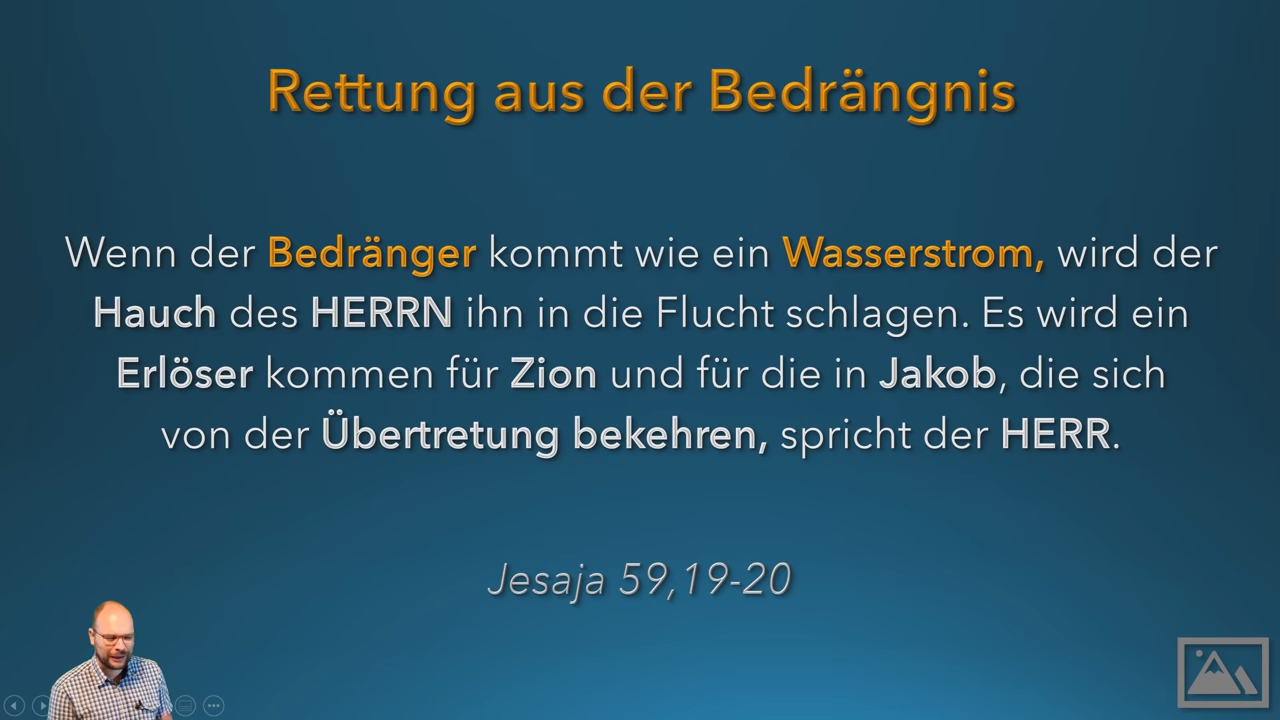 Rettung aus der Bedrängnis
Wenn der Bedränger kommt wie ein Wasserstrom, wird der
Hauch des HERRN ihn in die Flucht schlagen. Es wird ein
Erlöser kommen für Zion und für die in Jakob, die sich
von der Übertretung bekehren, spricht der HERR.
Jesaja 59,19-20